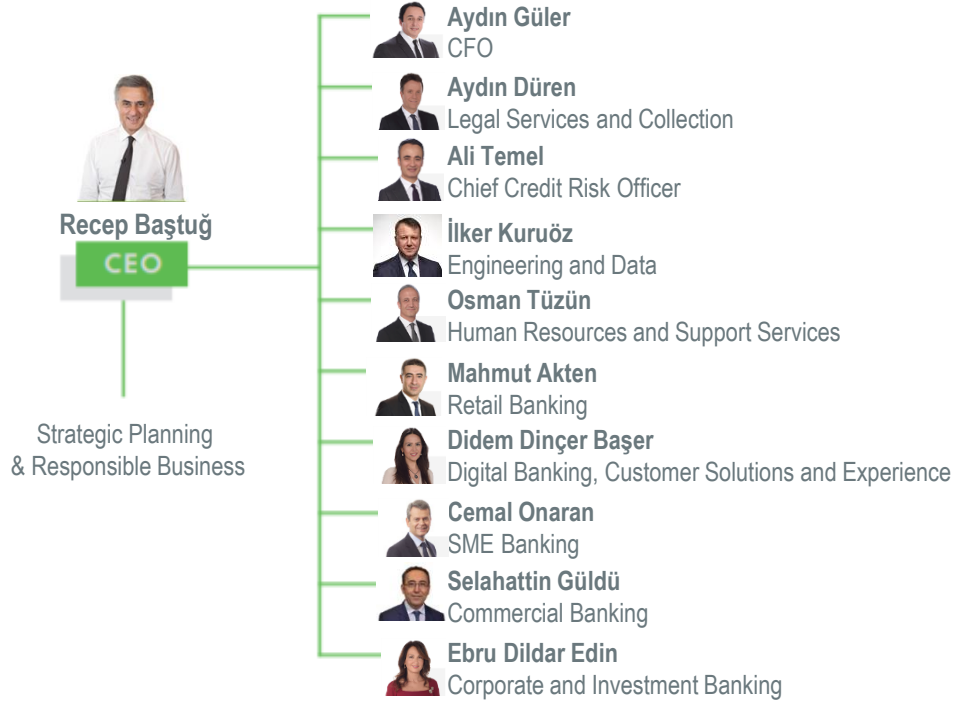 Recep Baştuğ
CEO
Strategic Planning
& Responsible Business
Aydın Güler
CFO
Aydın Düren
Legal Services and Collection
Ali Temel
Chief Credit Risk Officer
İlker Kuruöz
Engineering and Data
Osman Tüzün
Human Resources and Support Services
Mahmut Akten
Retail Banking
Didem Dinçer Başer
Digital Banking, Customer Solutions and Experience
Cemal Onaran
SME Banking
Selahattin Güldü
Commercial Banking
Ebru Dildar Edin
Corporate and Investment Banking